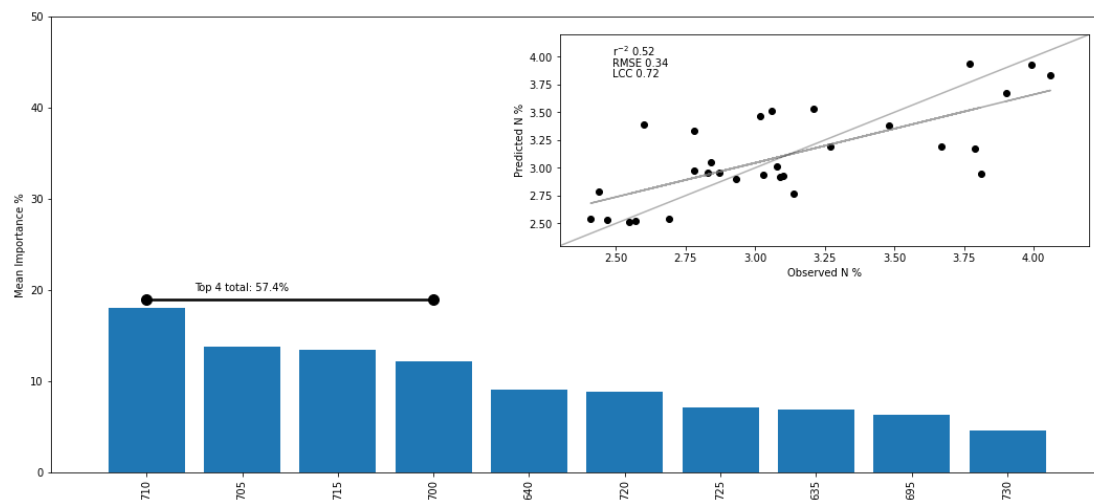 50
40
30
20
10
0
Mean Importance %
Top 4 total: 57.4%
710
705
715
700
640
720
725
635
695
730
r⁻² 0.52
RMSE 0.34
LCC 0.72
4.00
3.75
3.50
3.25
3.00
2.75
2.50
Predicted N %
2.50 2.75 3.00 3.25 3.50 3.75 4.00
Observed N %